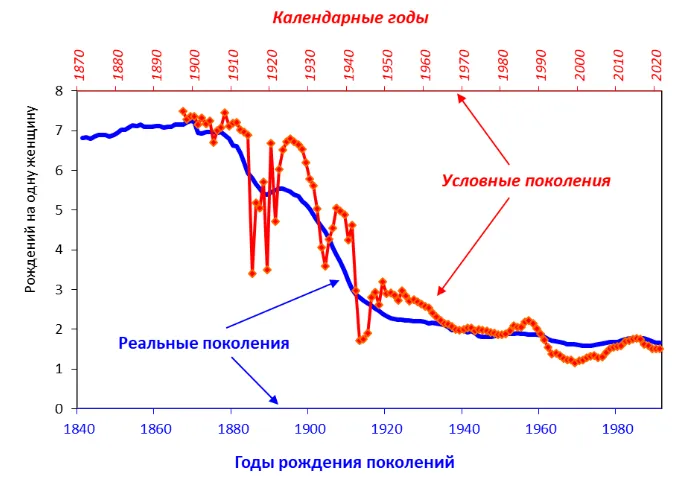 Календарные годы
1870 1880 1890 1900 1910 1920 1930 1940 1950 1960 1970 1980 1990 2000 2010 2020
Рождений на одну женщину
8
7
6
5
4
3
2
1
0
Условные поколения
Реальные поколения
1840 1860 1880 1900 1920 1940 1960 1980
Годы рождения поколений